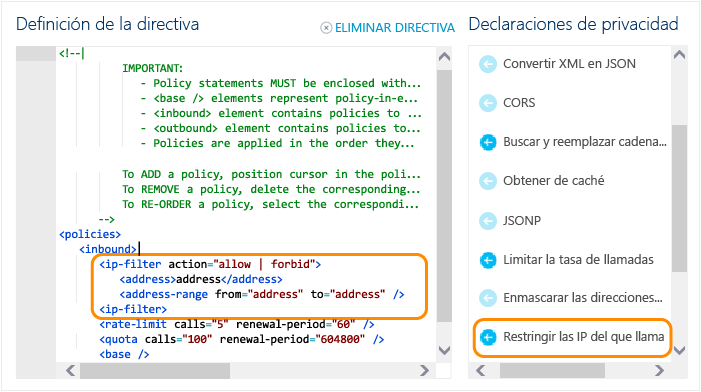 Definición de la directiva
ELIMINAR DIRECTIVA
<!--
IMPORTANT:
- Policy statements MUST be enclosed with...
- <base /> elements represent policy-in-e...
- <inbound> element contains policies to ...
- <outbound> element contains policies to...
- Policies are applied in the order they...
To ADD a policy, position cursor in the poli...
To REMOVE a policy, delete the corresponding...
To RE-ORDER a policy, select the correspondi...
-->
<policies>
<inbound>
<ip-filter action="allow | forbid">
<address>address</address>
<address-range from="address" to="address" />
<ip-filter>
<rate-limit calls="5" renewal-period="60" />
<quota calls="100" renewal-period="604800" />
<base />
Declaraciones de privacidad
Convertir XML en JSON
CORS
Buscar y reemplazar cadena...
Obtener de caché
JSONP
Limitar la tasa de llamadas
Enmascarar las direcciones...
Restringir las IP del que llama